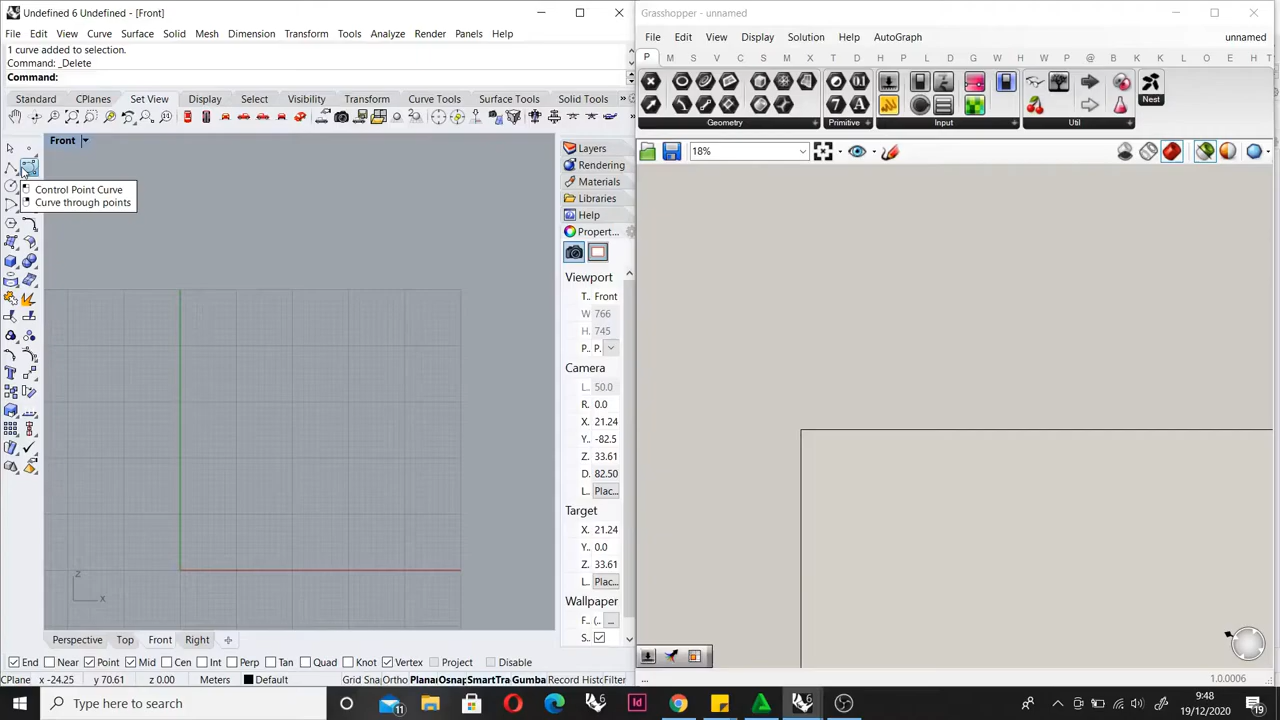 Undefined 6 Undefined - [Front]
File Edit View Curve Surface Solid Mesh Dimension Transform Tools Analyze Render Panels Help
1 curve added to selection.
Command: _Delete
Command:
Standard CPlanes Set View Display Select Visibility Transform Curve Tools Surface Tools Solid Tools »
Front
Control Point Curve
Curve through points
z
x
Layers
Rendering
Materials
Libraries
Help
Propert...
Viewport
T.. Front
W 766
H. 745
P.. P.
Camera
L.. 50.0
R. 0.0
X. 21.24
Y.. -82.5
Z. 33.61
D. 82.50
L.. Plac...
Target
X. 21.24
Y.. 0.0
Z. 33.61
L.. Plac...
Wallpaper
F.. (.. ...
S..
Perspective Top Front Right
End Near Point Mid Cen Int Perp Tan Quad Knot Vertex Project Disable
CPlane x -24.25 y 70.61 z 0.00 Meters Default Grid Sna Ortho Plana OsnaSmartTra Gumba Record Histo
Grasshopper - unnamed
File Edit View Display Solution Help AutoGraph unnamed
P M S V C S M X T D R L K W P @ B C S W R O F E H T
Nest
Geometry Primitive Input Util
18%
... 1.0.0006
Type here to search
11
9:48
19/12/2020
19